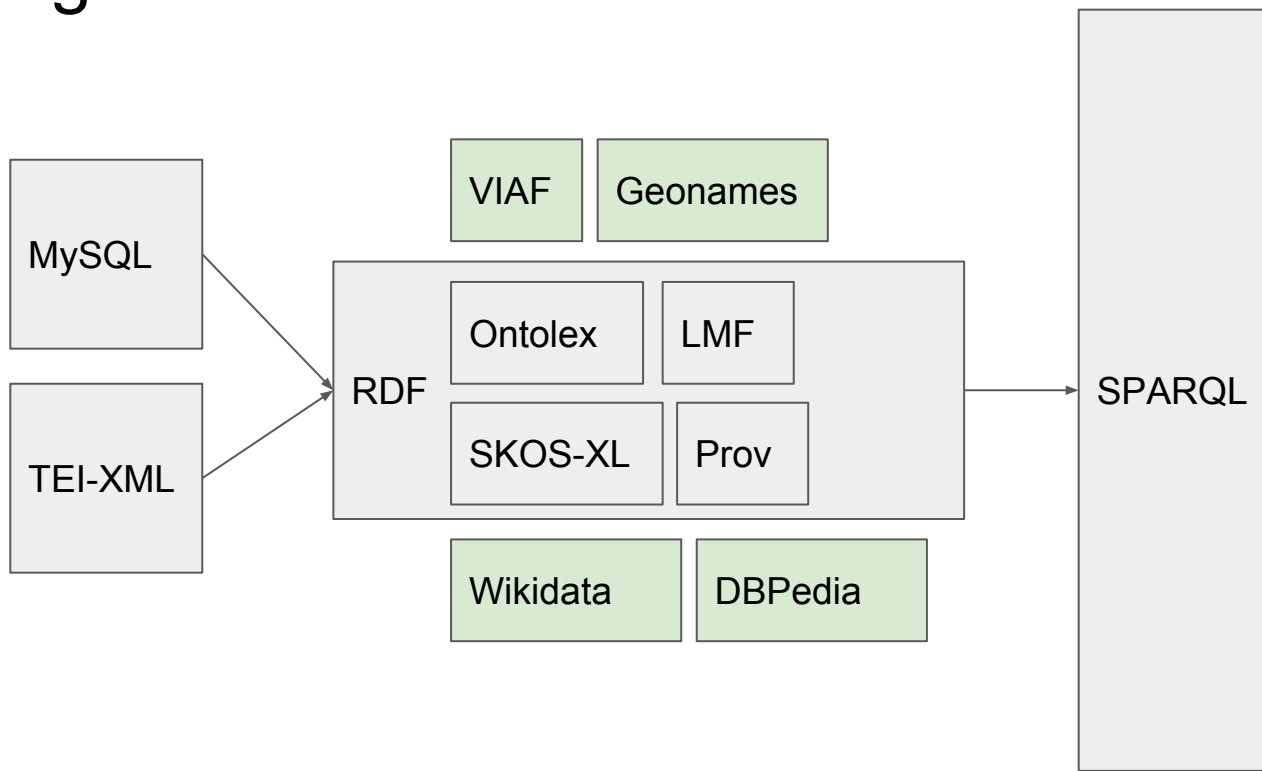 VIAF
Geonames
MySQL
TEI-XML
RDF
Ontolex
LMF
SKOS-XL
Prov
SPARQL
Wikidata
DBPedia